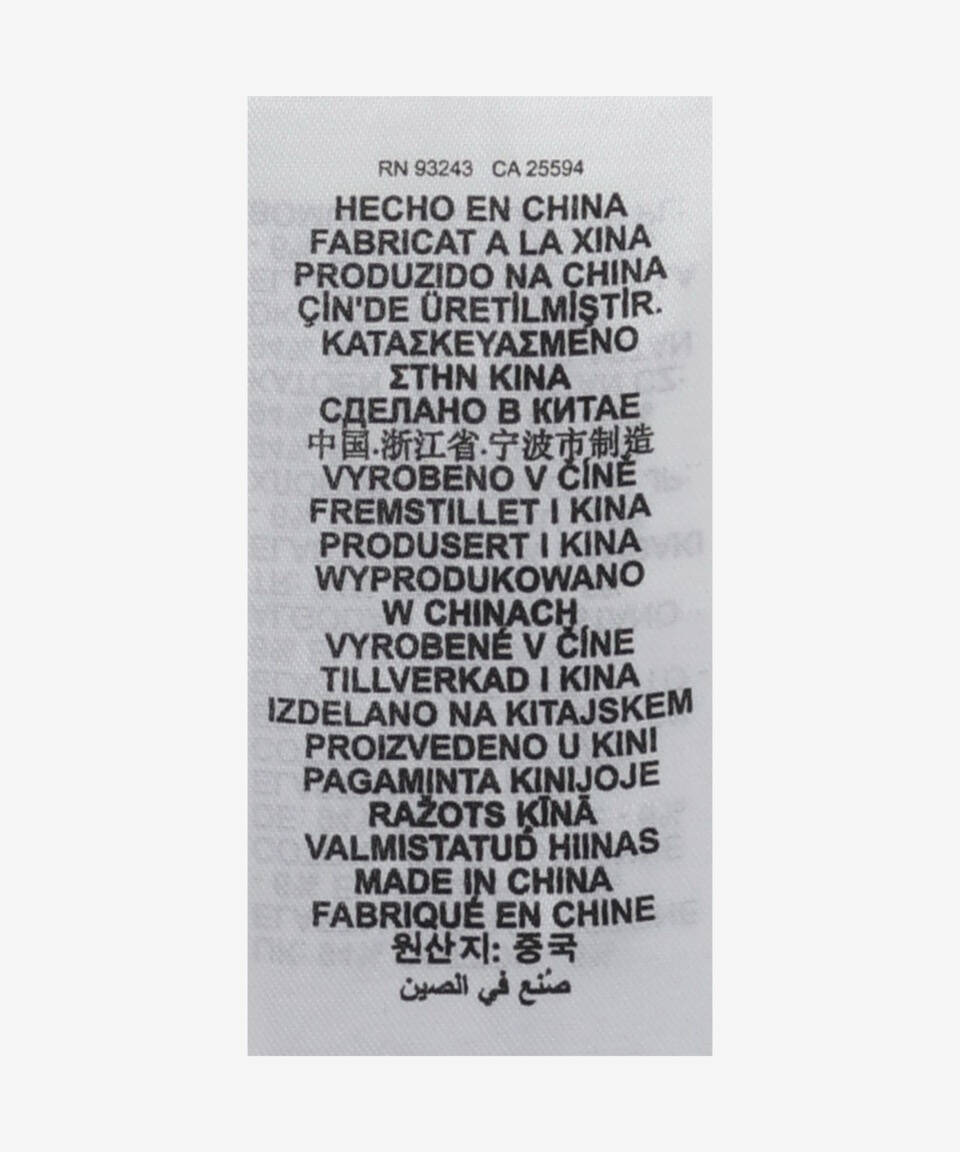 RN 93243 CA 25594
HECHO EN CHINA
FABRICAT A LA XINA
PRODUZIDO NA CHINA
ÇİN'DE ÜRETİLMİŞTİR.
ΚΑΤΑΣΚΕΥΑΣΜΈΝΟ
ΣΤΗΝ ΚΙΝΑ
СДЕЛАНО В КИТАЕ
中国.浙江省.宁波市制造
VYROBENO V ČÍNĚ
FREMSTILLET I KINA
PRODUSERT I KINA
WYPRODUKOWANO
W CHINACH
VYROBENÉ V ČÍNE
TILLVERKAD I KINA
IZDELANO NA KITAJSKEM
PROIZVEDENO U KINI
PAGAMINTA KINIJOJE
RAŽOTS ĶĪNĀ
VALMISTATUD HIINAS
MADE IN CHINA
FABRIQUÉ EN CHINE
원산지: 중국
صُنع في الصين